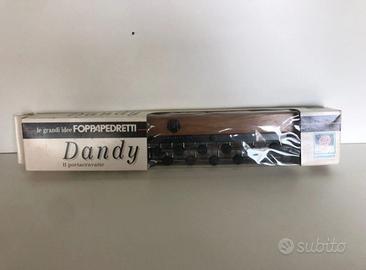 le grandi idee FOPPAPEDRETTI
Dandy
Il portacravatte
subito